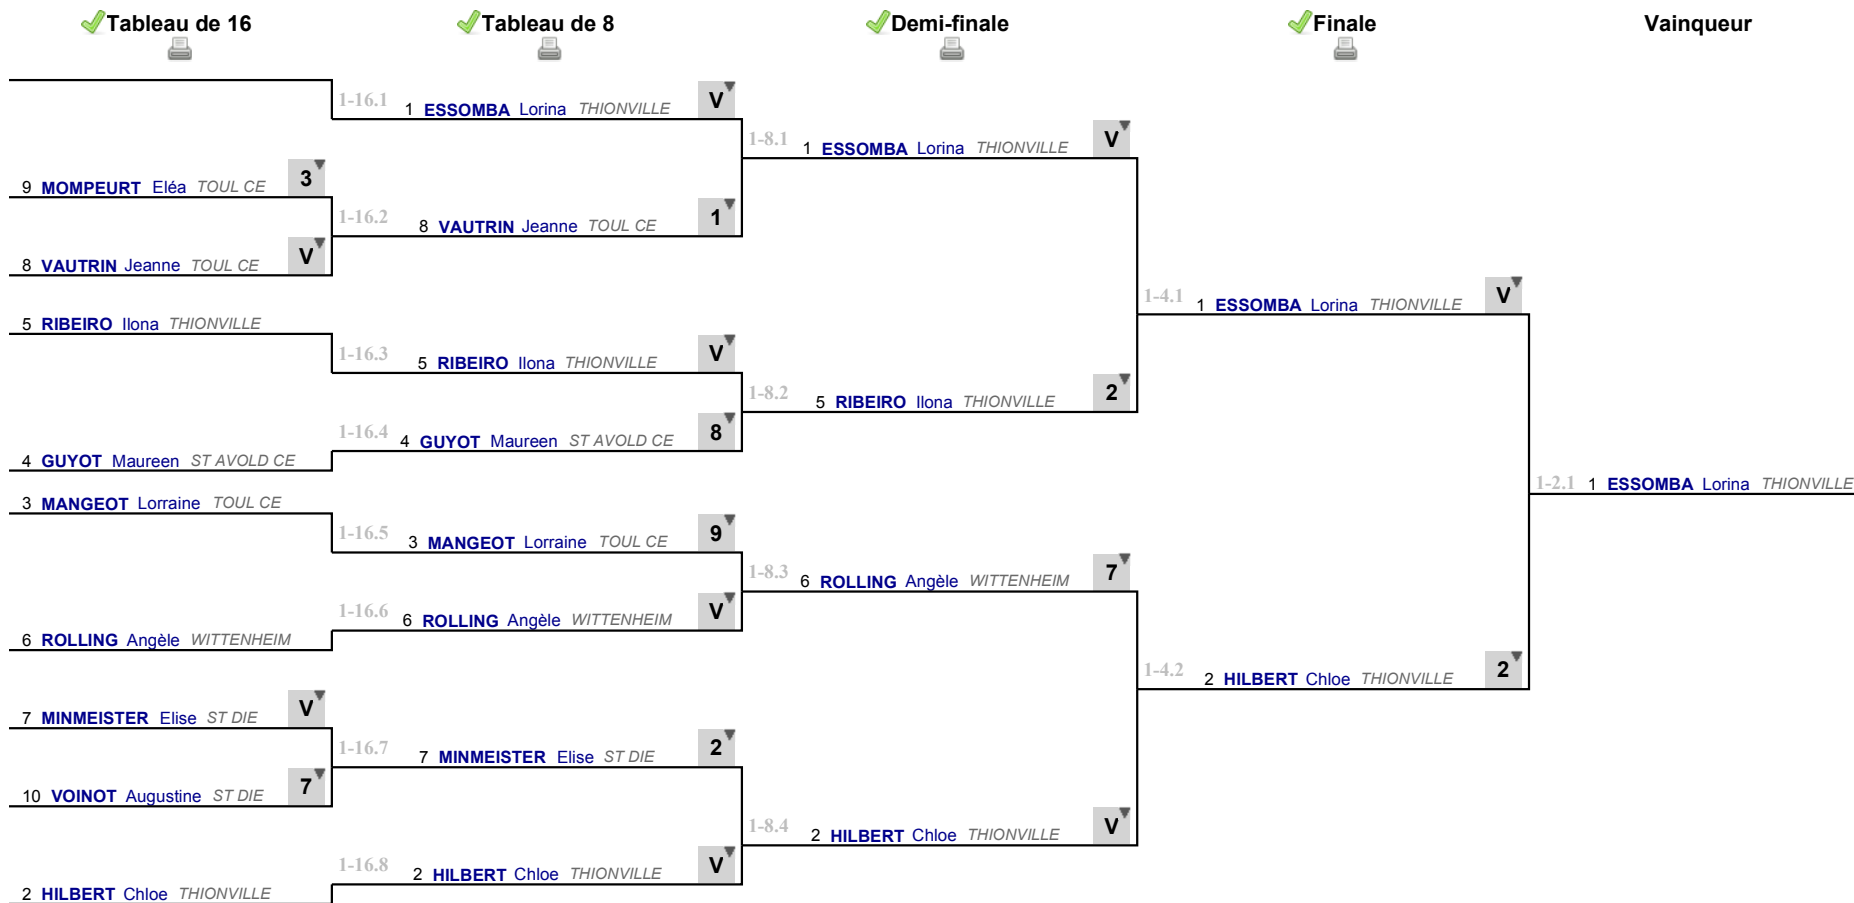 Tableau de 16 Tableau de 8 Demi-finale Finale Vainqueur
1-16.1 1 ESSOMBA Lorina THIONVILLE V
1-8.1 1 ESSOMBA Lorina THIONVILLE V
9 MOMPEURT Eléa TOUL CE 3
1-16.2 8 VAUTRIN Jeanne TOUL CE 1
8 VAUTRIN Jeanne TOUL CE V
1-4.1 1 ESSOMBA Lorina THIONVILLE V
5 RIBEIRO Ilona THIONVILLE
1-16.3 5 RIBEIRO Ilona THIONVILLE V
1-8.2 5 RIBEIRO Ilona THIONVILLE 2
1-16.4 4 GUYOT Maureen ST AVOLD CE 8
4 GUYOT Maureen ST AVOLD CE
1-2.1 1 ESSOMBA Lorina THIONVILLE
3 MANGEOT Lorraine TOUL CE
1-16.5 3 MANGEOT Lorraine TOUL CE 9
1-8.3 6 ROLLING Angèle WITTENHEIM 7
1-16.6 6 ROLLING Angèle WITTENHEIM V
6 ROLLING Angèle WITTENHEIM
1-4.2 2 HILBERT Chloe THIONVILLE 2
7 MINMEISTER Elise ST DIE V
1-16.7 7 MINMEISTER Elise ST DIE 2
10 VOINOT Augustine ST DIE 7
1-8.4 2 HILBERT Chloe THIONVILLE V
1-16.8 2 HILBERT Chloe THIONVILLE V
2 HILBERT Chloe THIONVILLE